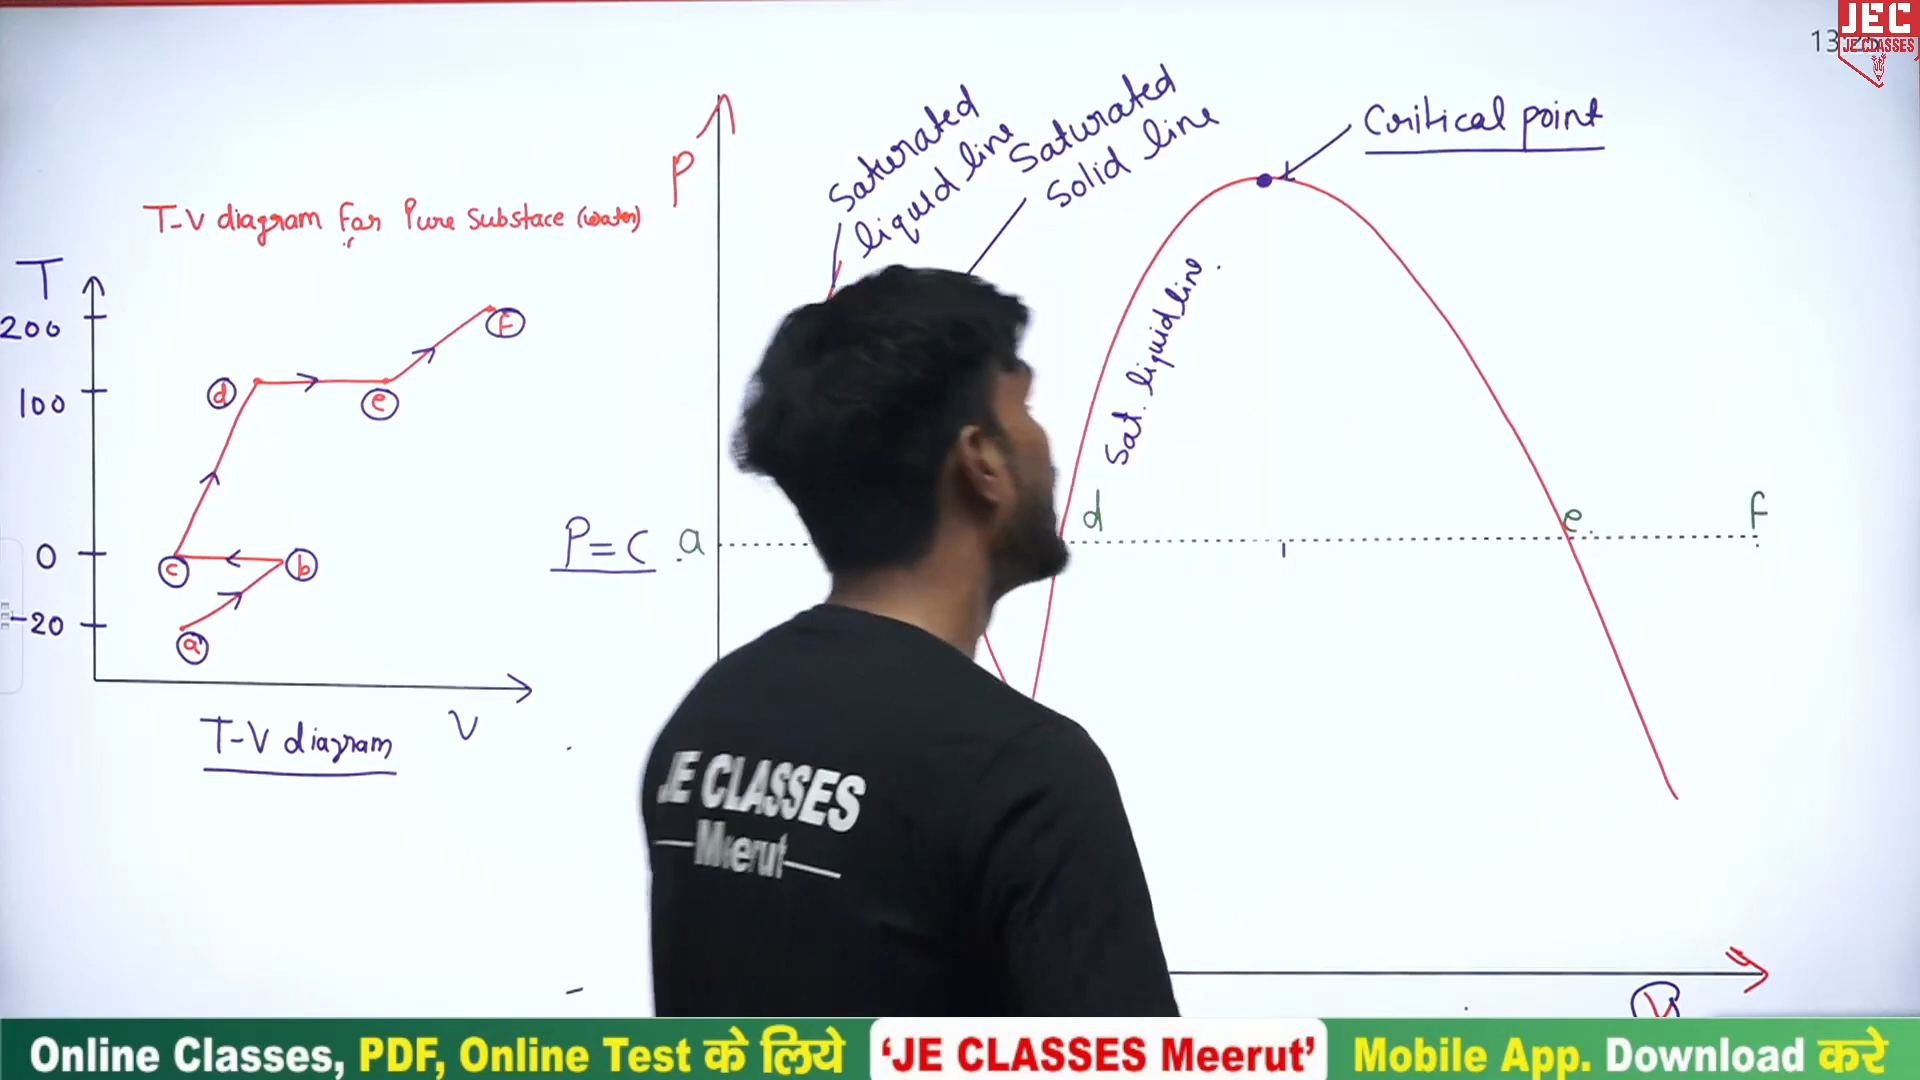 JEC
JE CLASSES
Critical point
Saturated
liquid line
Saturated
Solid line
P
T-V diagram For Pure Substace (water)
T
200
100
0
-20
a
b
c
d
e
f
V
T-V diagram
Sat. liquid line
P=C
a
d
e
f
JE CLASSES
Meerut
Online Classes, PDF, Online Test के लिये 'JE CLASSES Meerut' Mobile App. Download करे